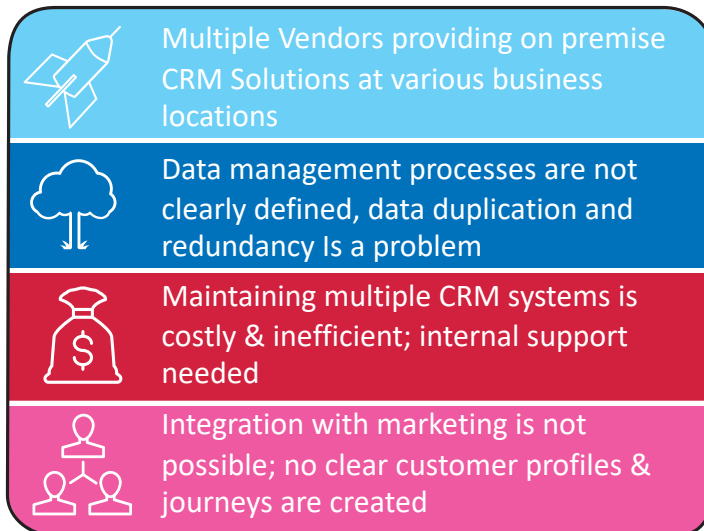 Multiple Vendors providing on premise
CRM Solutions at various business
locations
Data management processes are not
clearly defined, data duplication and
redundancy Is a problem
Maintaining multiple CRM systems is
costly & inefficient; internal support
needed
$
Integration with marketing is not
possible; no clear customer profiles &
journeys are created